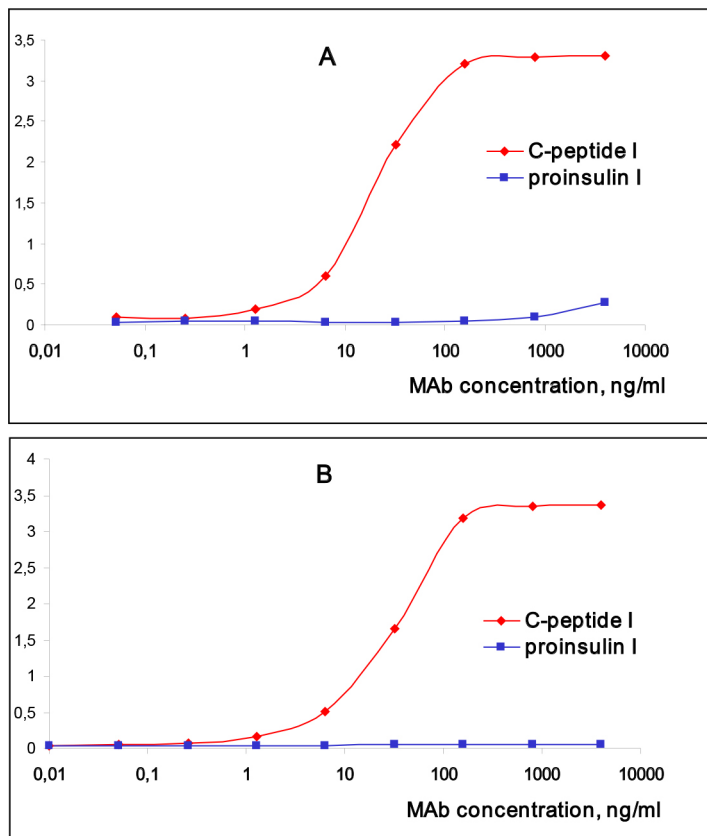 A
3,5
3
2,5
2
1,5
1
0,5
0
C-peptide I
proinsulin I
0,01 0,1 1 10 100 1000 10000
MAb concentration, ng/ml
B
4
3,5
3
2,5
2
1,5
1
0,5
0
C-peptide I
proinsulin I
0,01 0,1 1 10 100 1000 10000
MAb concentration, ng/ml